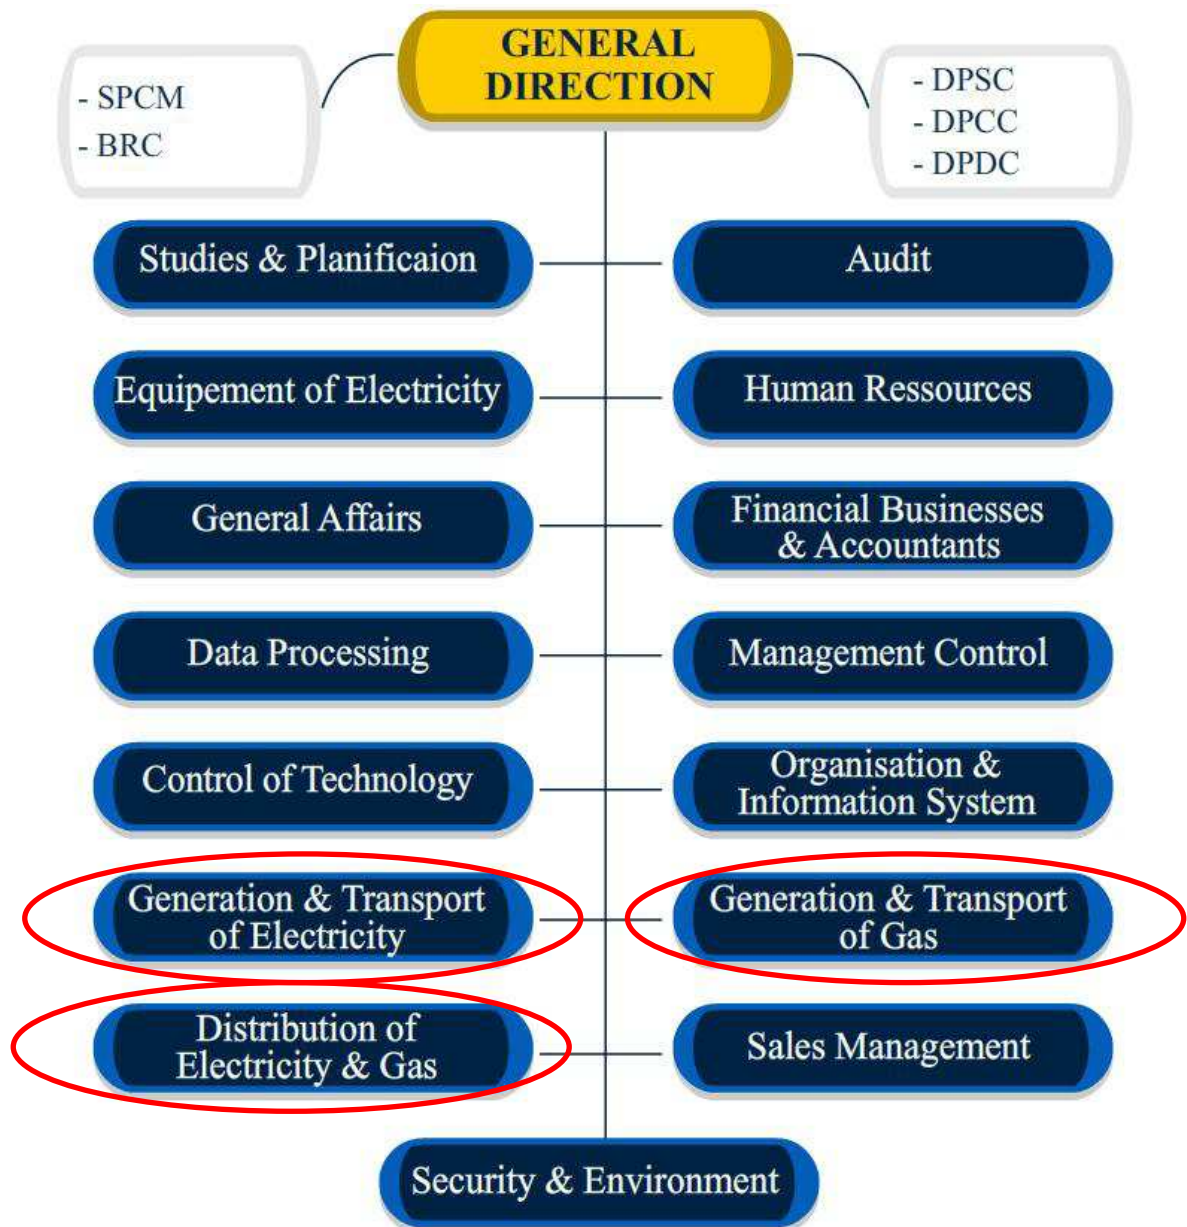 GENERAL
DIRECTION
- SPCM
- BRC
- DPSC
- DPCC
- DPDC
Studies & Planificaion
Audit
Equipement of Electricity
Human Ressources
General Affairs
Financial Businesses
& Accountants
Data Processing
Management Control
Control of Technology
Organisation &
Information System
Generation & Transport
of Electricity
Generation & Transport
of Gas
Distribution of
Electricity & Gas
Sales Management
Security & Environment